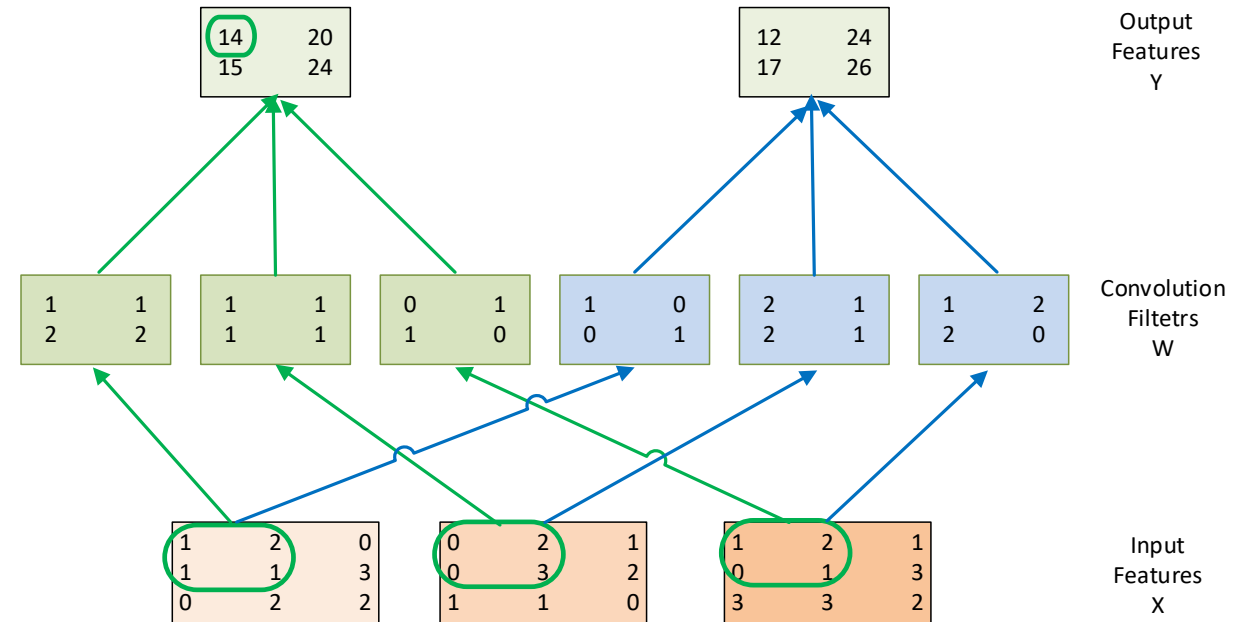 14 20
15 24
12 24
17 26
Output
Features
Y
1 1
2 2
1 1
1 1
0 1
1 0
1 0
0 1
2 1
2 1
1 2
2 0
Convolution
Filtetrs
W
1 2 0
1 1 3
0 2 2
0 2 1
0 3 2
1 1 0
1 2 1
0 1 3
3 3 2
Input
Features
X